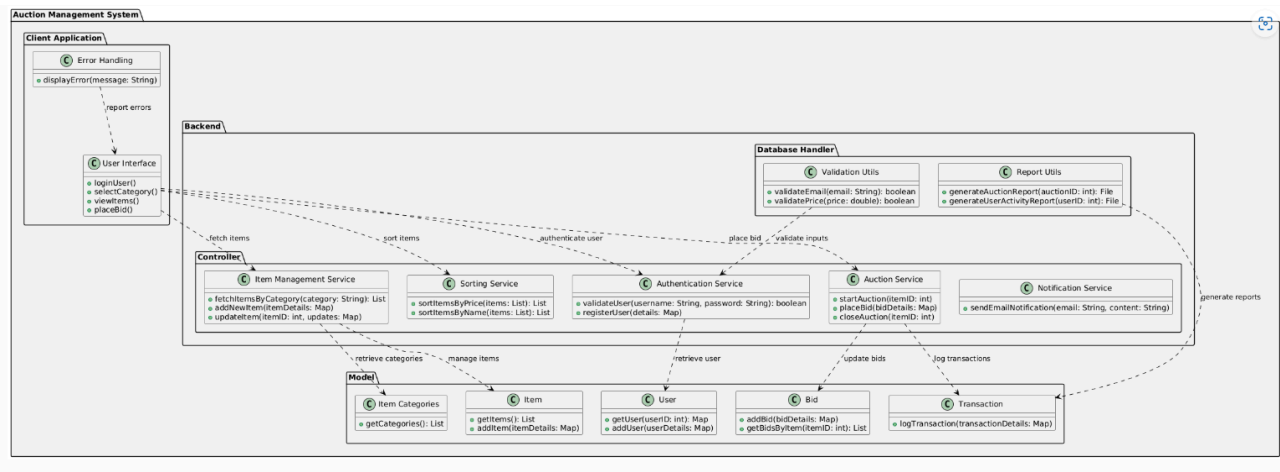 Auction Management System
Client Application
C Error Handling
displayError(message: String)
report errors
C User Interface
loginUser()
selectCategory()
viewItems()
placeBid()
Backend
Database Handler
C Validation Utils
validateEmail(email: String): boolean
validatePrice(price: double): boolean
C Report Utils
generateAuctionReport(auctionID: int): File
generateUserActivityReport(userID: int): File
fetch items
sort items
authenticate user
place bid
validate inputs
generate reports
Controller
C Item Management Service
fetchItemsByCategory(category: String): List
addNewItem(itemDetails: Map)
updateItem(itemID: int, updates: Map)
C Sorting Service
sortItemsByPrice(items: List): List
sortItemsByName(items: List): List
C Authentication Service
validateUser(username: String, password: String): boolean
registerUser(details: Map)
C Auction Service
startAuction(itemID: int)
placeBid(bidDetails: Map)
closeAuction(itemID: int)
C Notification Service
sendEmailNotification(email: String, content: String)
retrieve categories
manage items
retrieve user
update bids
log transactions
Model
C Item Categories
getCategories(): List
C Item
getItems(): List
addItem(itemDetails: Map)
C User
getUser(userID: int): Map
addUser(userDetails: Map)
C Bid
addBid(bidDetails: Map)
getBidsByItem(itemID: int): List
C Transaction
logTransaction(transactionDetails: Map)